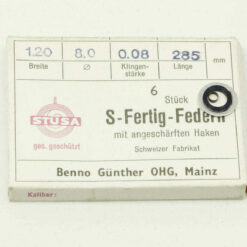 1.20 8.0 0.08 285 mm
Breite Ø Klingen-stärke Länge
6
Stück
STUSA
S-Fertig-Federn
mit angeschärften Haken
ges. geschützt
Schweizer Fabrikat
Benno Günther OHG, Mainz
Kaliber: